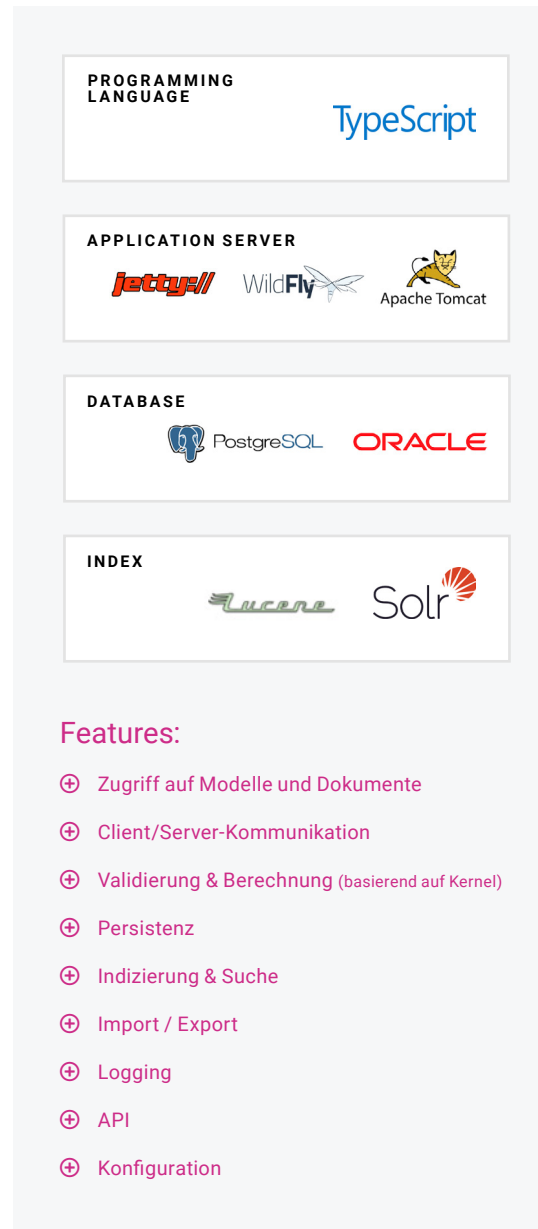 PROGRAMMING
LANGUAGE
TypeScript
APPLICATION SERVER
jetty://
WildFly
Apache Tomcat
DATABASE
PostgreSQL
ORACLE
INDEX
Lucene
Solr
Features:
Zugriff auf Modelle und Dokumente
Client/Server-Kommunikation
Validierung & Berechnung (basierend auf Kernel)
Persistenz
Indizierung & Suche
Import / Export
Logging
API
Konfiguration